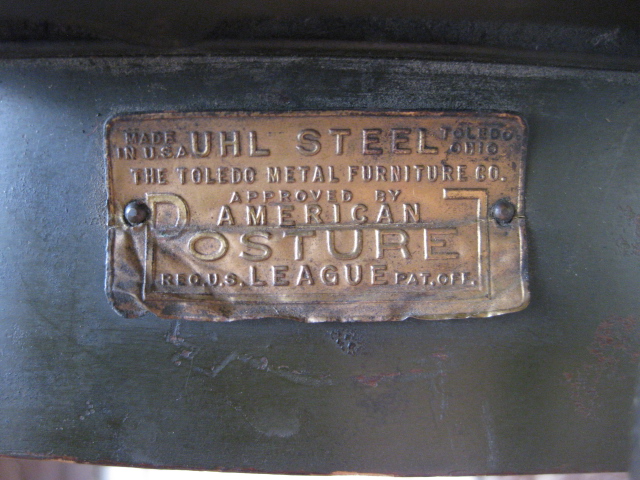 MADE IN U.S.A UHL STEEL TOLEDO OHIO
THE TOLEDO METAL FURNITURE CO.
APPROVED BY
AMERICAN
POSTURE
REG. U.S. LEAGUE PAT. OFF.